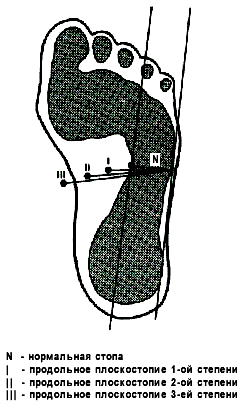 I
II
III
N
N - нормальная стопа
I - продольное плоскостопие 1-ой степени
II - продольное плоскостопие 2-ой степени
III - продольное плоскостопие 3-ей степени